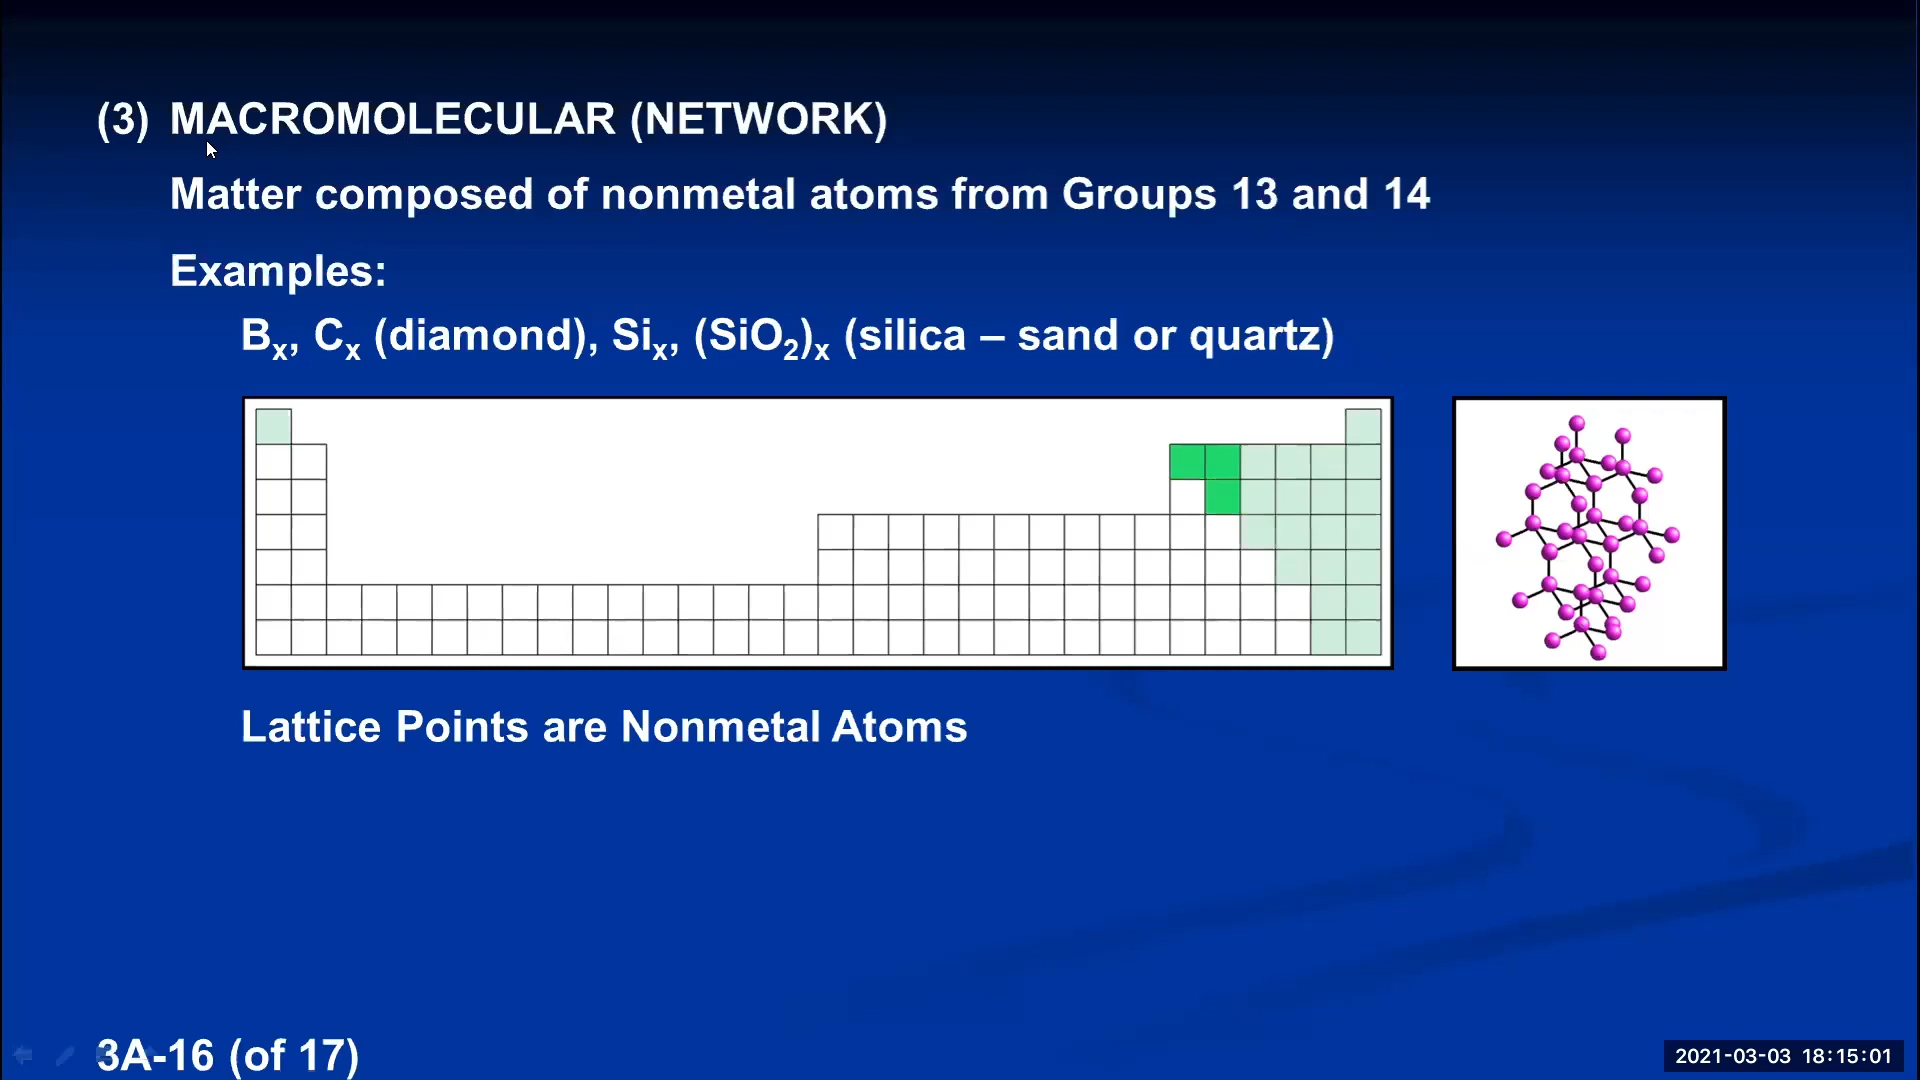 (3) MACROMOLECULAR (NETWORK)
Matter composed of nonmetal atoms from Groups 13 and 14
Examples:
Bₓ, Cₓ (diamond), Siₓ, (SiO₂)ₓ (silica – sand or quartz)
Lattice Points are Nonmetal Atoms
3A-16 (of 17)
2021-03-03 18:15:01